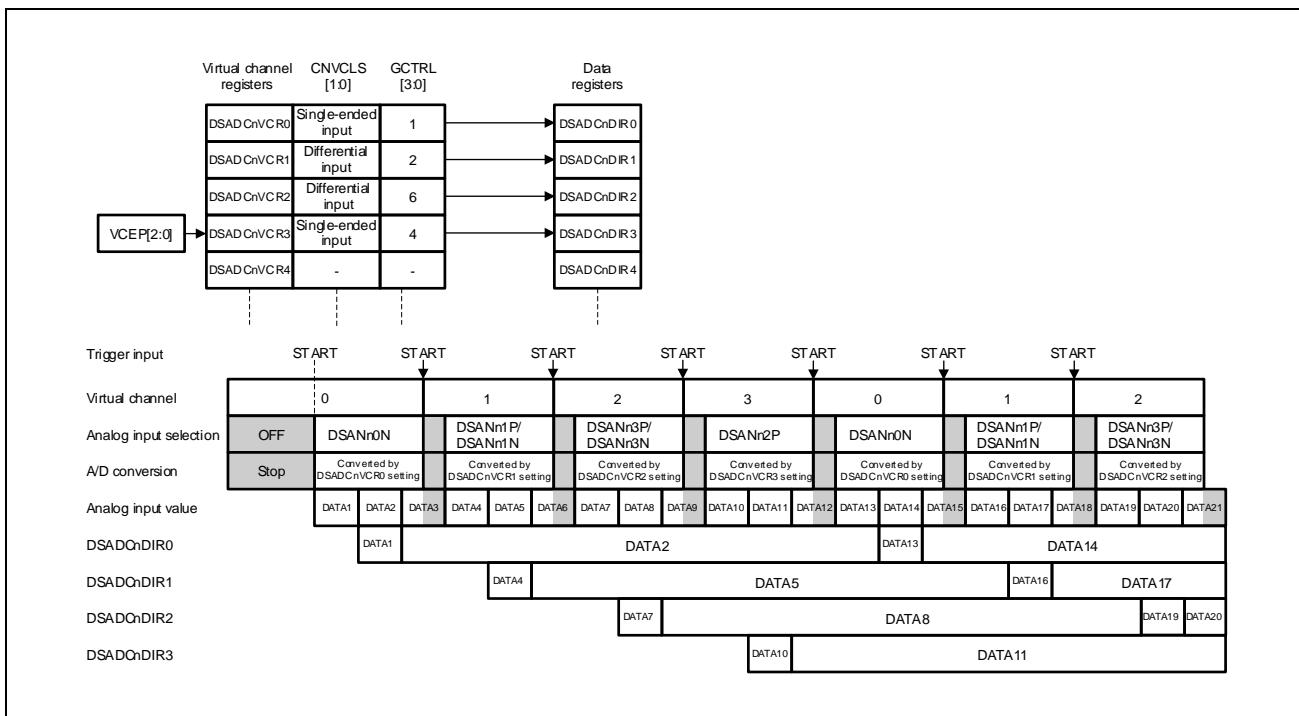 Virtual channel registers CNVCLS [1:0] GCTRL [3:0] Data registers
DSADCnVCR0 Single-ended input 1 DSADCnDIR0
DSADCnVCR1 Differential input 2 DSADCnDIR1
DSADCnVCR2 Differential input 6 DSADCnDIR2
VCEP[2:0] DSADCnVCR3 Single-ended input 4 DSADCnDIR3
DSADCnVCR4 - - DSADCnDIR4
Trigger input START START START START START START START
Virtual channel 0 1 2 3 0 1 2
Analog input selection OFF DSANn0N DSANn1P/ DSANn1N DSANn3P/ DSANn3N DSANn2P DSANn0N DSANn1P/ DSANn1N DSANn3P/ DSANn3N
A/D conversion Stop Converted by DSADCnVCR0 setting Converted by DSADCnVCR1 setting Converted by DSADCnVCR2 setting Converted by DSADCnVCR3 setting Converted by DSADCnVCR0 setting Converted by DSADCnVCR1 setting Converted by DSADCnVCR2 setting
Analog input value DATA1 DATA2 DATA3 DATA4 DATA5 DATA6 DATA7 DATA8 DATA9 DATA10 DATA11 DATA12 DATA13 DATA14 DATA15 DATA16 DATA17 DATA18 DATA19 DATA20 DATA21
DSADCnDIR0 DATA1 DATA2 DATA13 DATA14
DSADCnDIR1 DATA4 DATA5 DATA16 DATA17
DSADCnDIR2 DATA7 DATA8 DATA19 DATA20
DSADCnDIR3 DATA10 DATA11